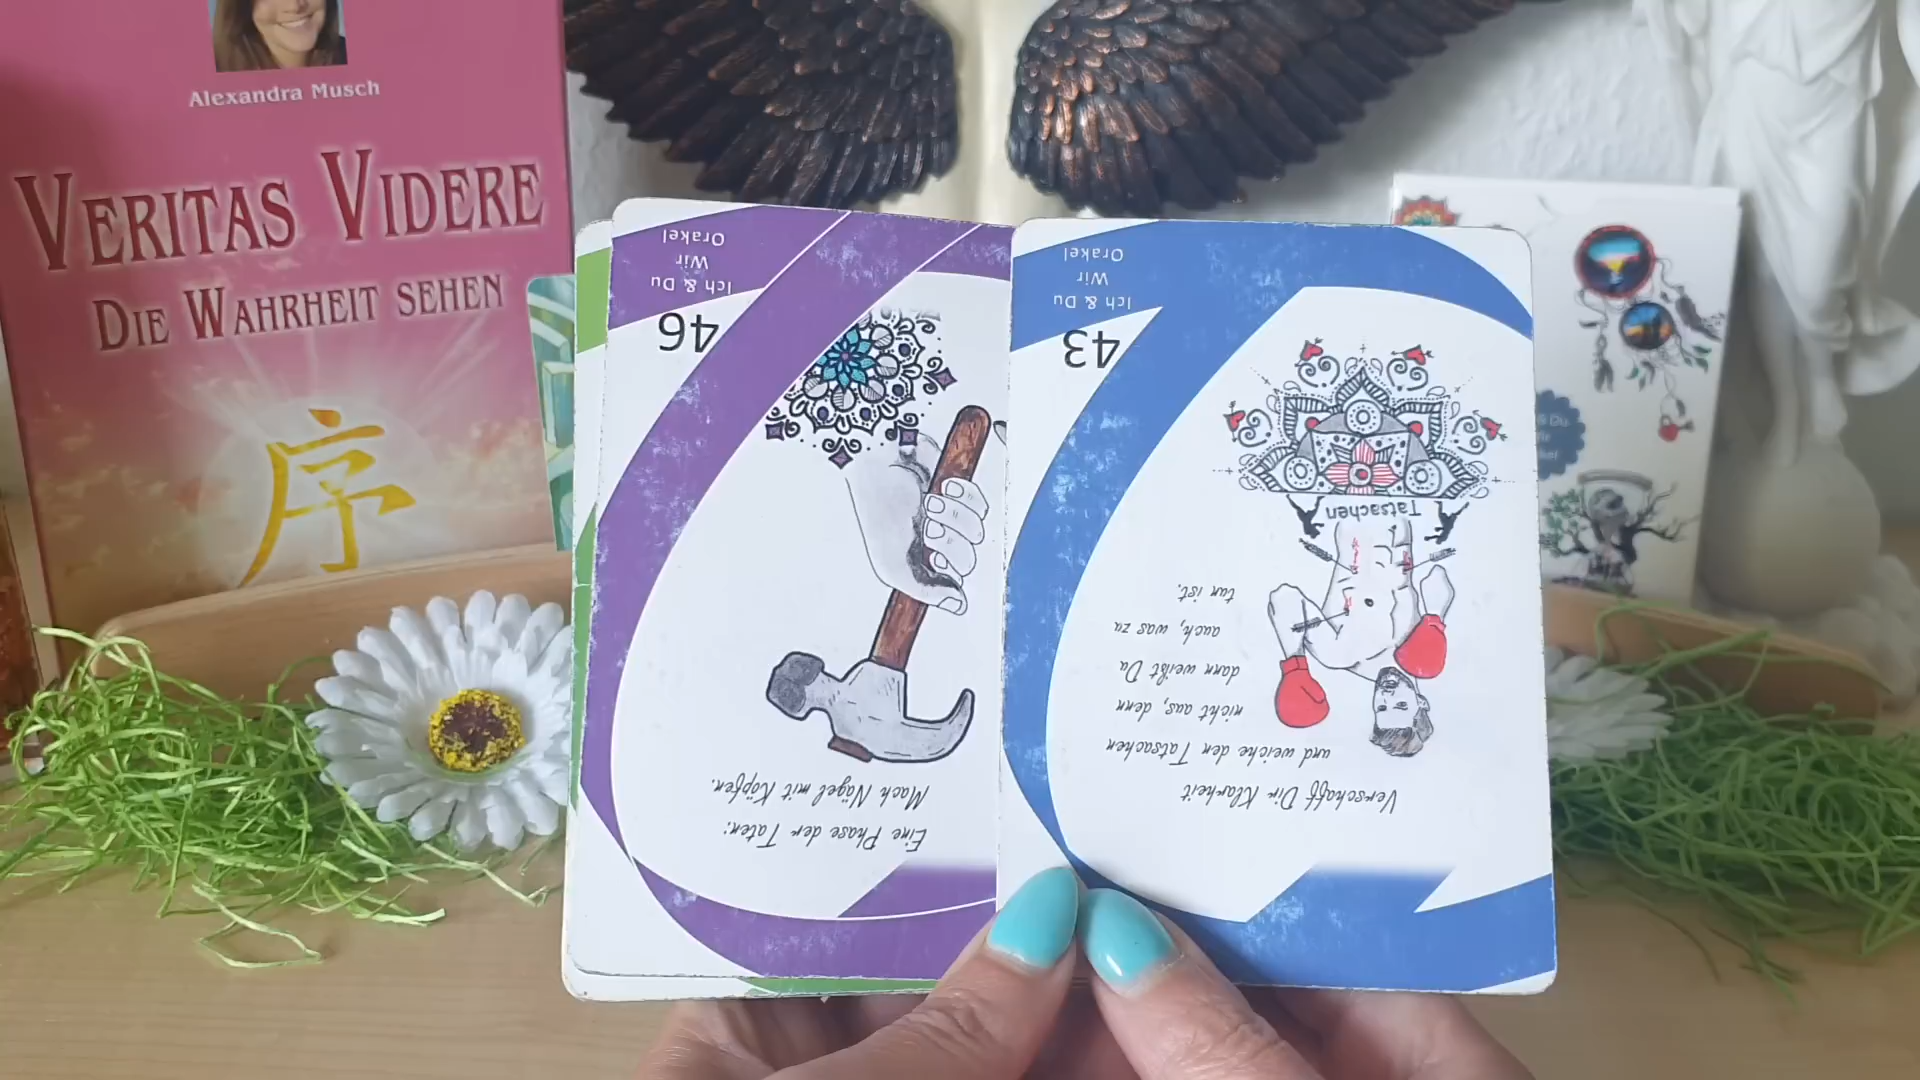 Alexandra Musch
VERITAS VIDERE
DIE WAHRHEIT SEHEN
序
Ich & Du
Wir
Orakel
46
Eine Phase der Taten:
Mach Nägel mit Köpfen.
Ich & Du
Wir
Orakel
43
Verschafft Dir Klarheit
und weiche den Tatsachen
nicht aus, denn
dann weißt Du
auch, was zu
tun ist.
Tatsachen
& Du